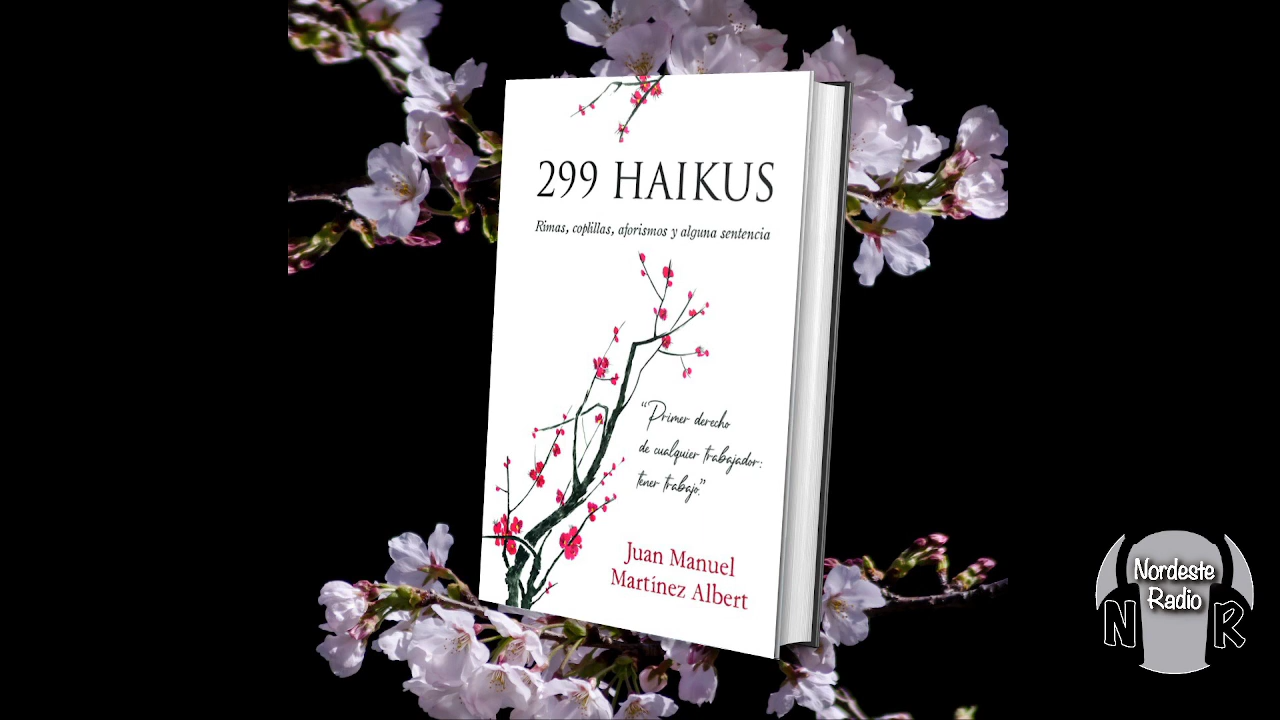 299 HAIKUS
Rimas, coplillas, aforismos y alguna sentencia
“Primer derecho
de cualquier trabajador:
tener trabajo.”
Juan Manuel
Martínez Albert
Nordeste
Radio
N R